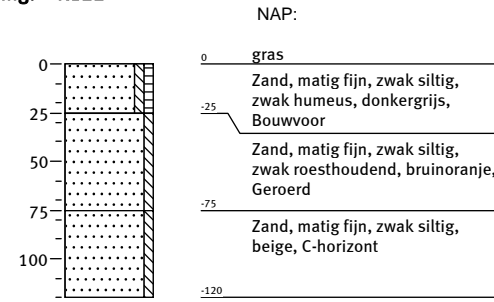 NAP:
0
gras
0
Zand, matig fijn, zwak siltig,
zwak humeus, donkergrijs,
Bouwvoor
25
-25
Zand, matig fijn, zwak siltig,
zwak roesthoudend, bruinoranje,
Geroerd
50
75
-75
Zand, matig fijn, zwak siltig,
beige, C-horizont
100
-120